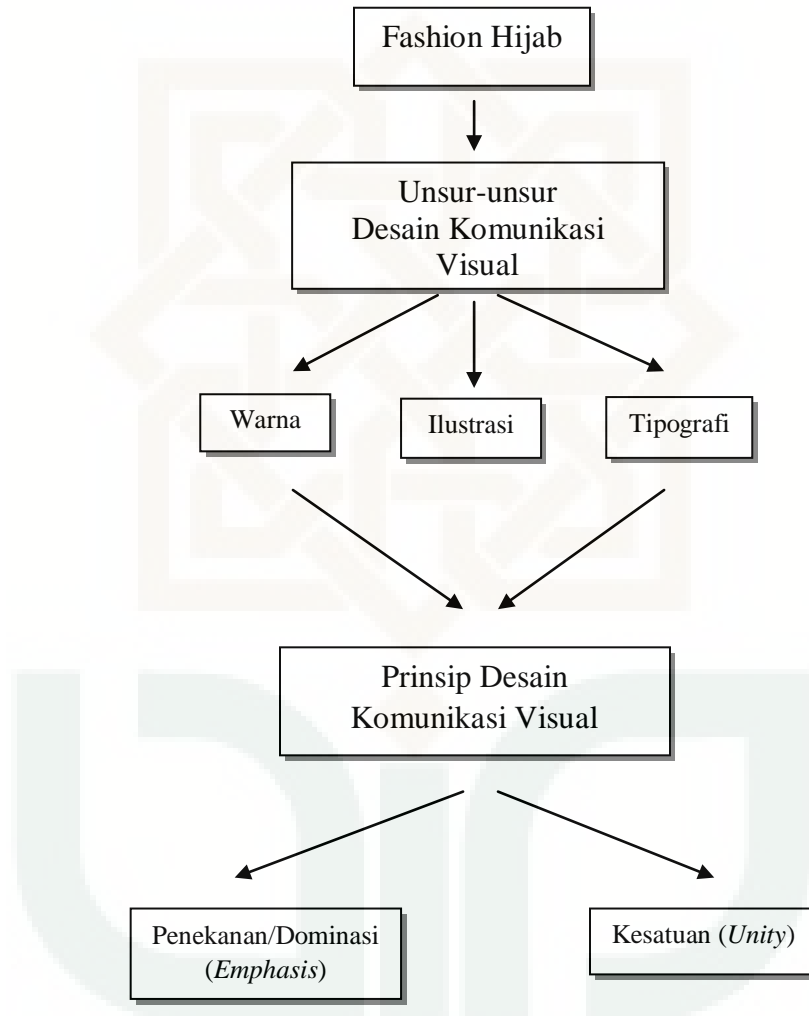 Fashion Hijab
Unsur-unsur
Desain Komunikasi
Visual
Warna
Ilustrasi
Tipografi
Prinsip Desain
Komunikasi Visual
Penekanan/Dominasi
(Emphasis)
Kesatuan (Unity)